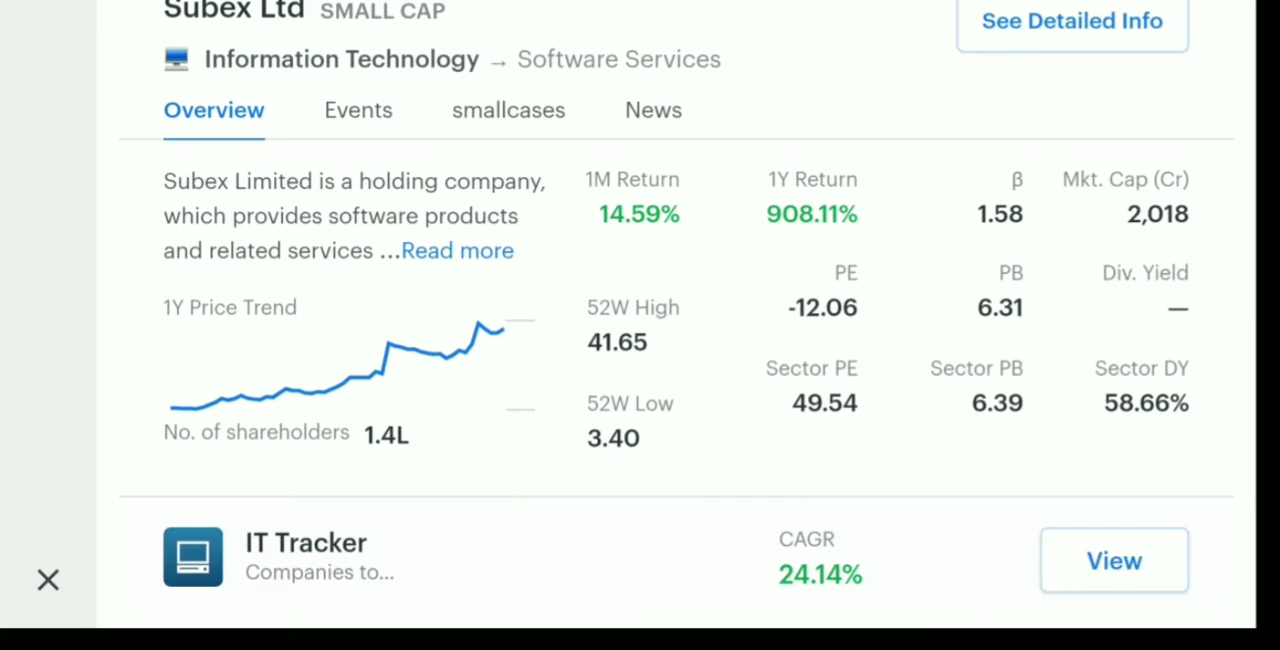 Subex Ltd SMALL CAP
See Detailed Info
Information Technology → Software Services
Overview Events smallcases News
Subex Limited is a holding company,
which provides software products
and related services ...Read more
1Y Price Trend
No. of shareholders 1.4L
1M Return
14.59%
1Y Return
908.11%
β
1.58
Mkt. Cap (Cr)
2,018
52W High
41.65
PE
-12.06
PB
6.31
Div. Yield
—
52W Low
3.40
Sector PE
49.54
Sector PB
6.39
Sector DY
58.66%
IT Tracker
Companies to...
CAGR
24.14%
View